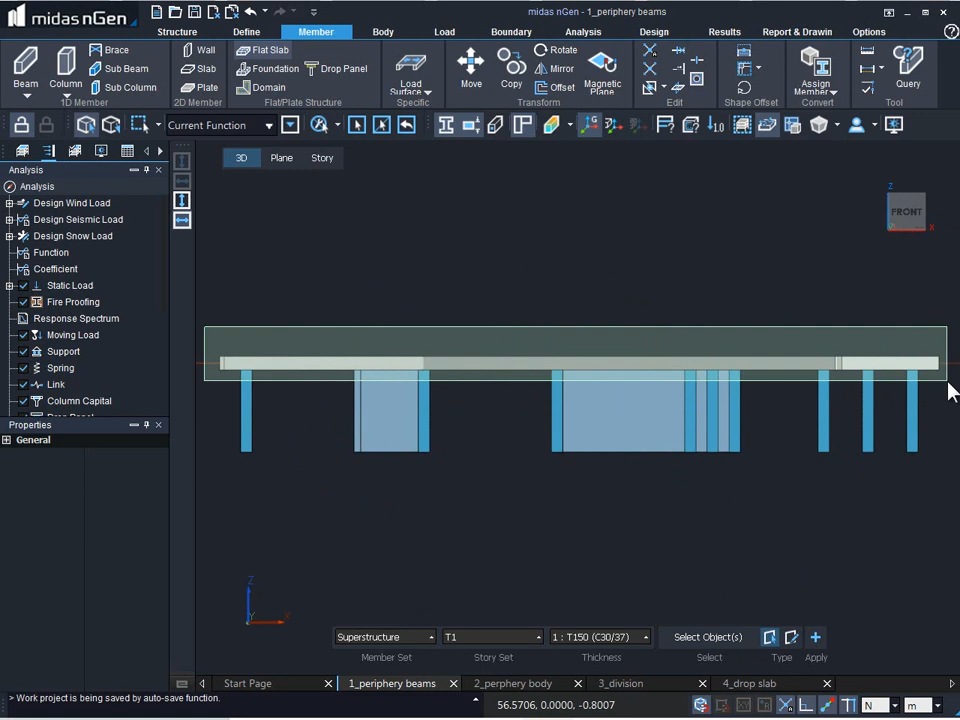 midas nGen
midas nGen - 1_periphery beams
Structure Define Member Body Load Boundary Analysis Design Results Report & Drawin Options
Beam
Column
Brace
Sub Beam
Sub Column
1D Member
Wall
Slab
Plate
2D Member
Flat Slab
Foundation Drop Panel
Domain
Flat/Plate Structure
Load
Surface
Specific
Move
Copy
Rotate
Mirror
Offset
Magnetic
Plane
Transform
Edit
Shape Offset
Assign
Member
Convert
Query
Tool
Current Function
1.0
Analysis
3D Plane Story
Analysis
Design Wind Load
Design Seismic Load
Design Snow Load
Function
Coefficient
Static Load
Fire Proofing
Response Spectrum
Moving Load
Support
Spring
Link
Column Capital
Properties
General
Z
FRONT
X
Z
Y
X
Superstructure T1 1 : T150 (C30/37) Select Object(s)
Member Set Story Set Thickness Select Type Apply
Start Page 1_periphery beams 2_perphery body 3_division 4_drop slab
> Work project is being saved by auto-save function.
56.5706, 0.0000, -0.8007 N m